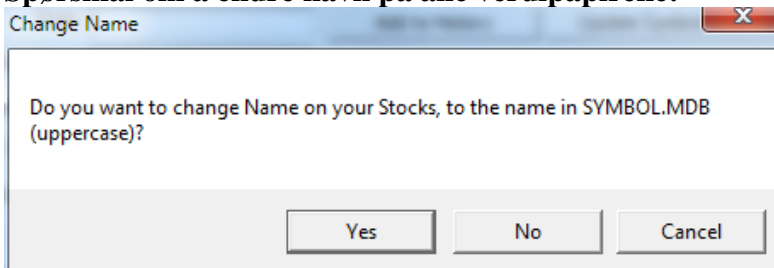 Change Name
Do you want to change Name on your Stocks, to the name in SYMBOL.MDB
(uppercase)?
Yes
No
Cancel